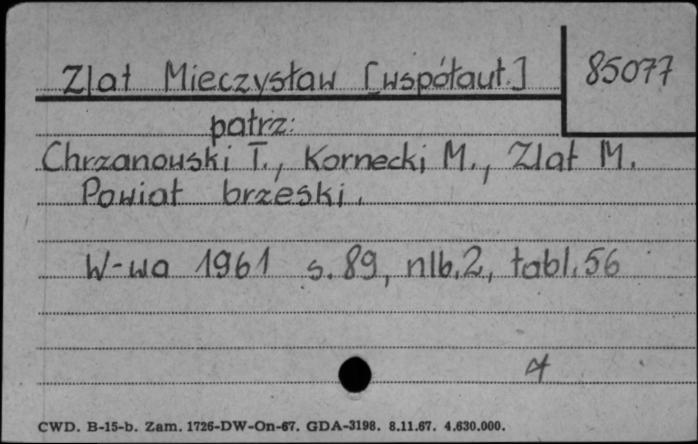 Zlat Mieczysław [współaut.] 85077
patrz:
Chrzanowski T., Kornecki M., Zlat M.
Powiat brzeski.
W-wa 1961 s. 89, nlb. 2, tabl. 56
CWD. B-15-b. Zam. 1726-DW-On-67. GDA-3198. 8.11.67. 4.630.000.